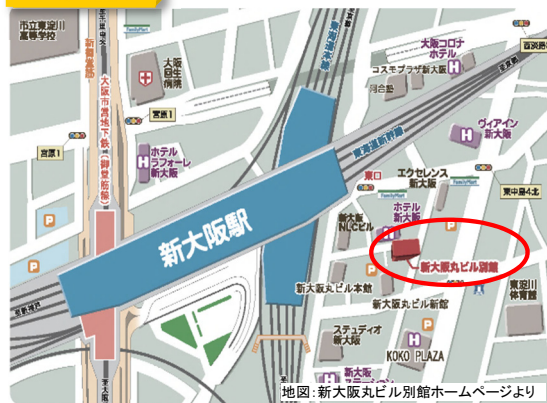 市立東淀川
高等学校
FamilyMart
新御堂筋
大阪市営地下鉄(御堂筋線)
大阪
回生
病院
宮原1
宮原1
ホテル
ラフォーレ
新大阪
東海道本線
新大阪駅
東海道新幹線
大阪コロナ
ホテル
コスモプラザ新大阪
河合塾
FamilyMart
西淡路
ヴィアイン
新大阪
東口
エクセレンス
新大阪
FamilyMart
FamilyMart
東中島4北
ホテル
新大阪
新大阪
NLCビル
新大阪丸ビル別館
新大阪丸ビル本館
新大阪丸ビル新館
東淀川
体育館
ステュディオ
新大阪
KOKO PLAZA
新大阪
地図:新大阪丸ビル別館ホームページより